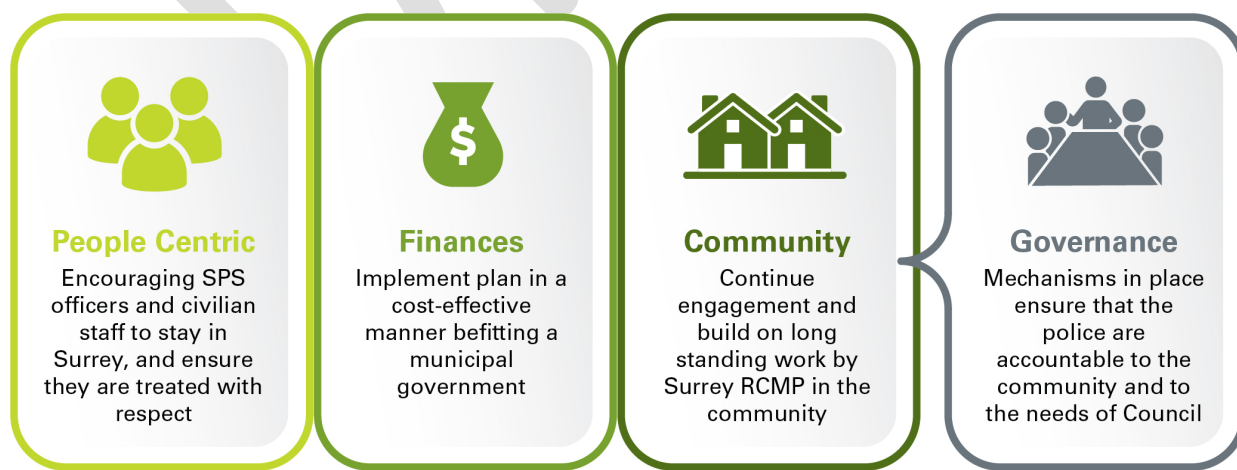 $
People Centric
Encouraging SPS
officers and civilian
staff to stay in
Surrey, and ensure
they are treated with
respect
Finances
Implement plan in a
cost-effective
manner befitting a
municipal
government
Community
Continue
engagement and
build on long
standing work by
Surrey RCMP in the
community
Governance
Mechanisms in place
ensure that the
police are
accountable to the
community and to
the needs of Council